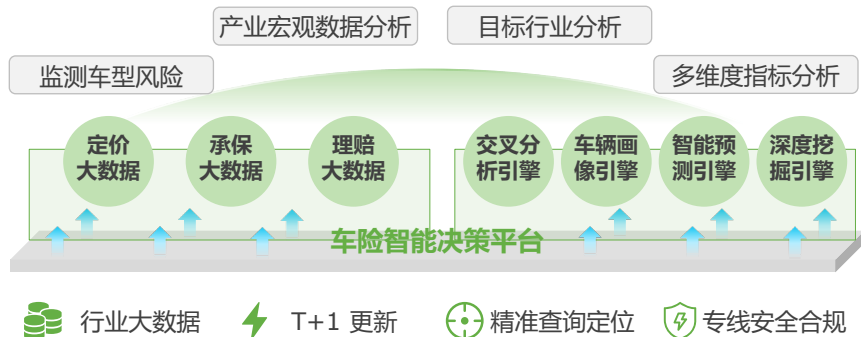 产业宏观数据分析
目标行业分析
监测车型风险
多维度指标分析
定价
大数据
承保
大数据
理赔
大数据
交叉分
析引擎
车辆画
像引擎
智能预
测引擎
深度挖
掘引擎
车险智能决策平台
行业大数据
T+1 更新
精准查询定位
专线安全合规